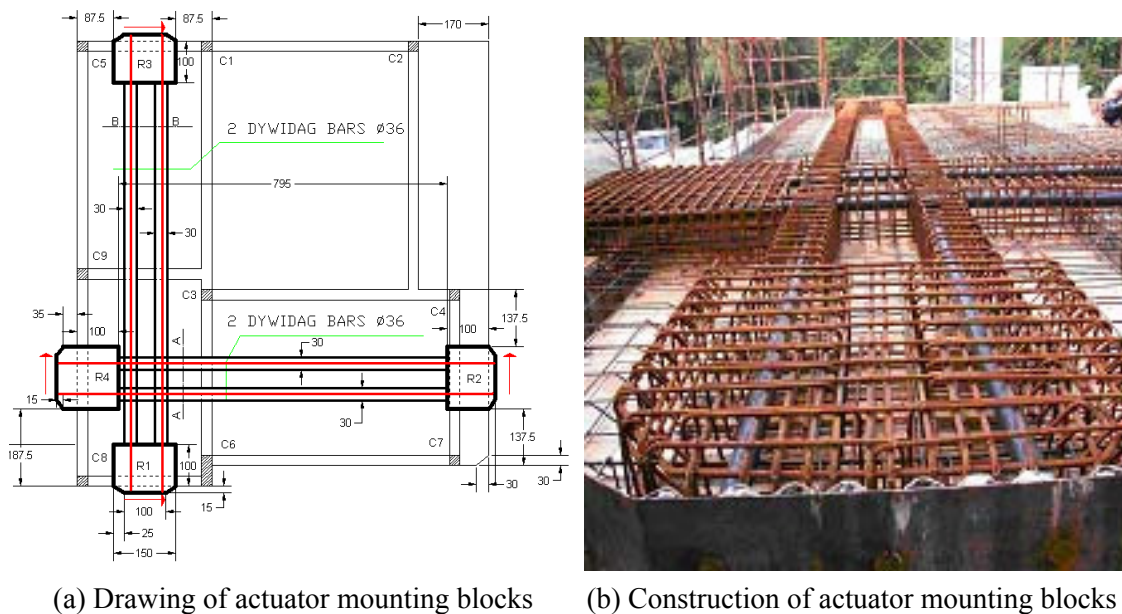 87.5 87.5 170
C5 R3 100 C1 C2
B B
2 DYWIDAG BARS Ø36
795
30
30
C9
C3
35
100
2 DYWIDAG BARS Ø36
C4
100
137.5
A
30
R4 R2
15
A
30
187.5
C8 R1 100 C6 C7
137.5
30
30
15
100
25
150
(a) Drawing of actuator mounting blocks (b) Construction of actuator mounting blocks